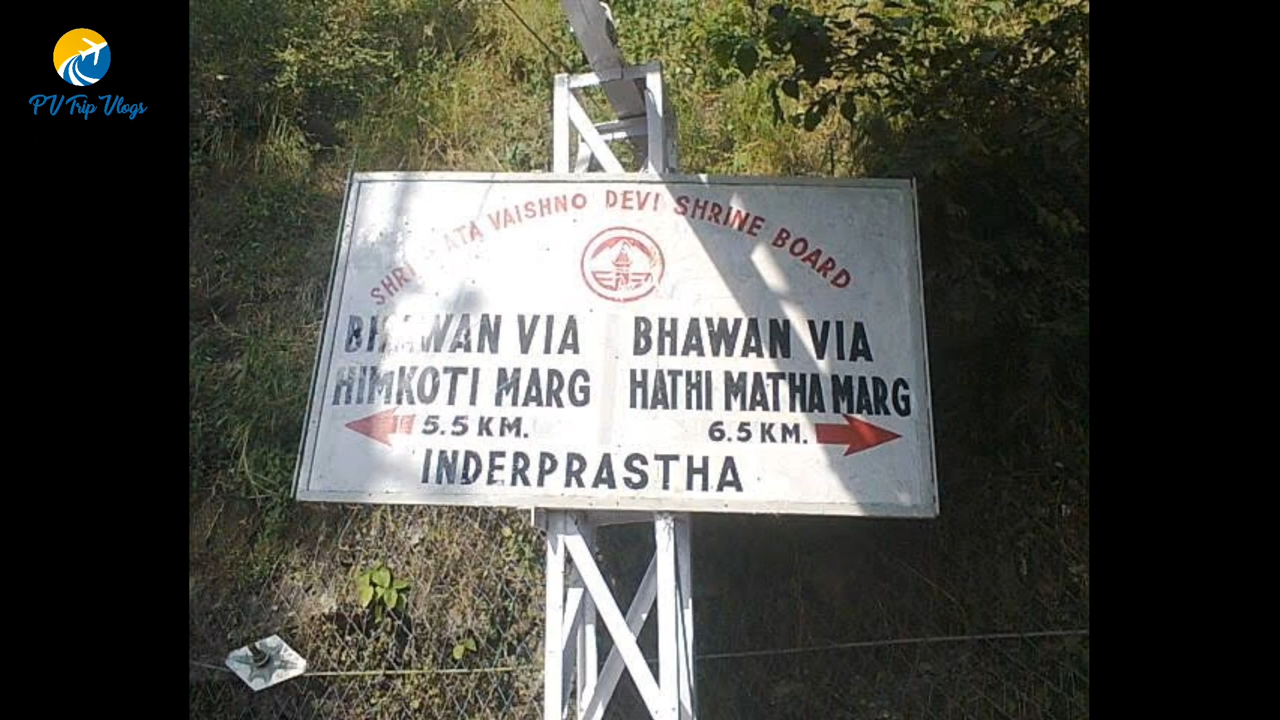 PV Trip Vlogs
SHRI MATA VAISHNO DEVI SHRINE BOARD
BHAWAN VIA
HIMKOTI MARG
5.5 KM.
BHAWAN VIA
HATHI MATHA MARG
6.5 KM.
INDERPRASTHA